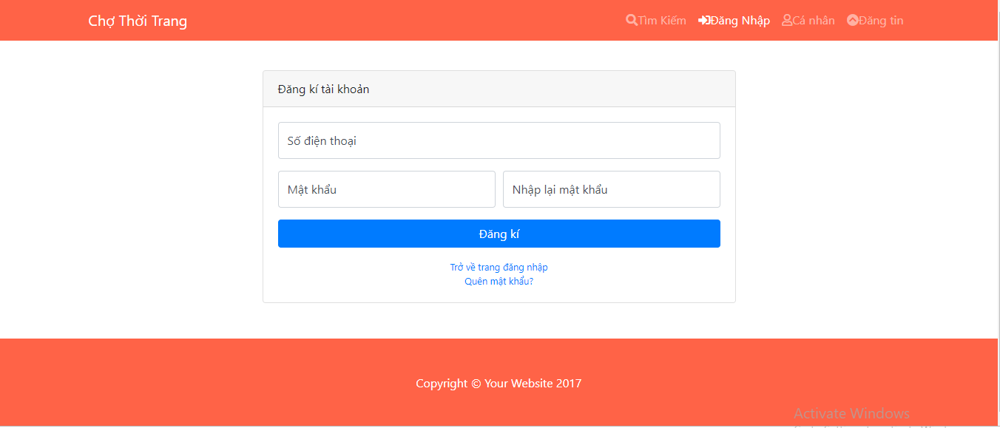 Chợ Thời Trang
Tìm Kiếm Đăng Nhập Cá nhân Đăng tin
Đăng kí tài khoản
Số điện thoại
Mật khẩu Nhập lại mật khẩu
Đăng kí
Trở về trang đăng nhập
Quên mật khẩu?
Copyright © Your Website 2017
Activate Windows